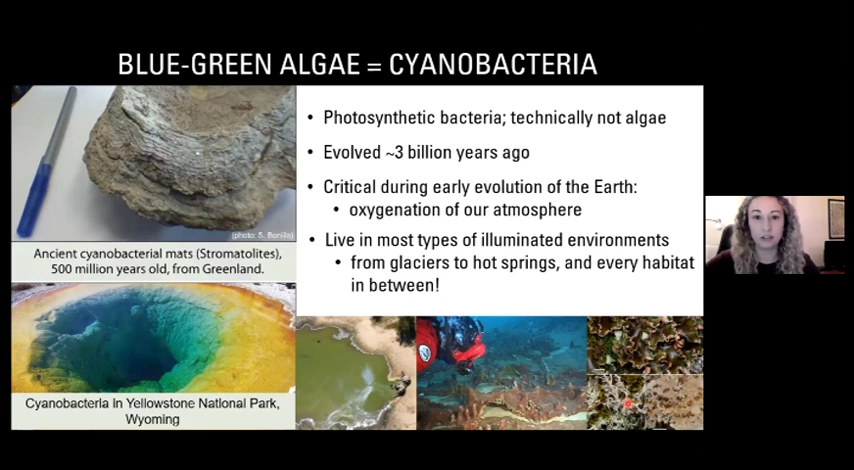 BLUE-GREEN ALGAE = CYANOBACTERIA
• Photosynthetic bacteria; technically not algae
• Evolved ~3 billion years ago
• Critical during early evolution of the Earth:
• oxygenation of our atmosphere
• Live in most types of illuminated environments
• from glaciers to hot springs, and every habitat
in between!
(photo: S. Bonilla)
Ancient cyanobacterial mats (Stromatolites),
500 million years old, from Greenland.
Cyanobacteria in Yellowstone National Park,
Wyoming